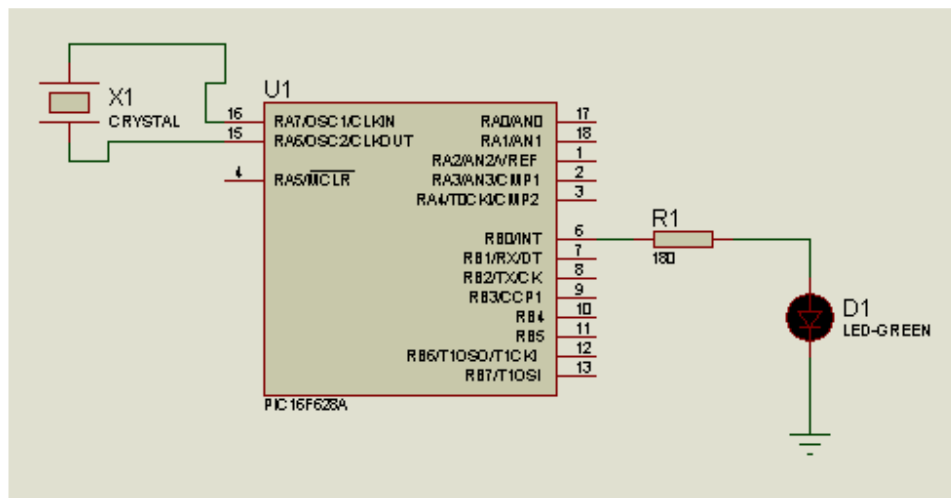 X1
CRYSTAL
U1
16 RA7/OSC1/CLKIN RA0/AN0 17
15 RA6/OSC2/CLKOUT RA1/AN1 18
RA2/AN2/VREF 1
4 RA5/MCLR RA3/AN3/CMP1 2
RA4/T0CKI/CMP2 3
RB0/INT 6
RB1/RX/DT 7
RB2/TX/CK 8
RB3/CCP1 9
RB4 10
RB5 11
RB6/T1OSO/T1CKI 12
RB7/T1OSI 13
PIC16F628A
R1
180
D1
LED-GREEN